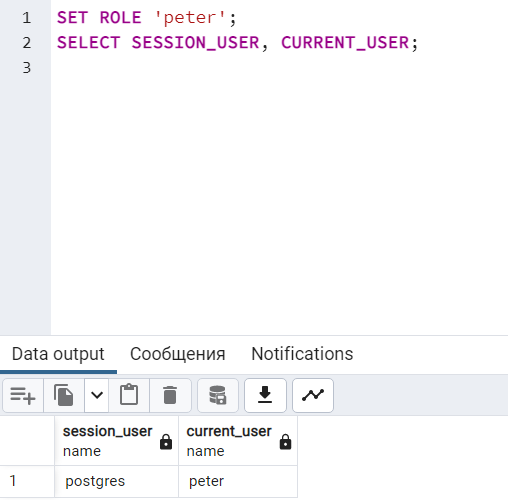 1 SET ROLE 'peter';
2 SELECT SESSION_USER, CURRENT_USER;
3
Data output Сообщения Notifications
session_user current_user
name name
1 postgres peter